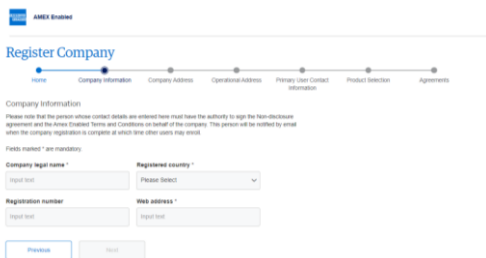 AMERICAN EXPRESS
AMEX Enabled
Register Company
Home
Company Information
Company Address
Operational Address
Primary User Contact Information
Product Selection
Agreements
Company Information
Please note that the person whose contact details are entered here must have the authority to sign the Non-disclosure
agreement and the Amex Enabled Terms and Conditions on behalf of the company. This person will be notified by email
when the company registration is complete at which time other users may enroll
Fields marked * are mandatory.
Company legal name *
Registered country *
Input text
Please Select
Registration number
Web address *
Input text
Input text
Previous
Next